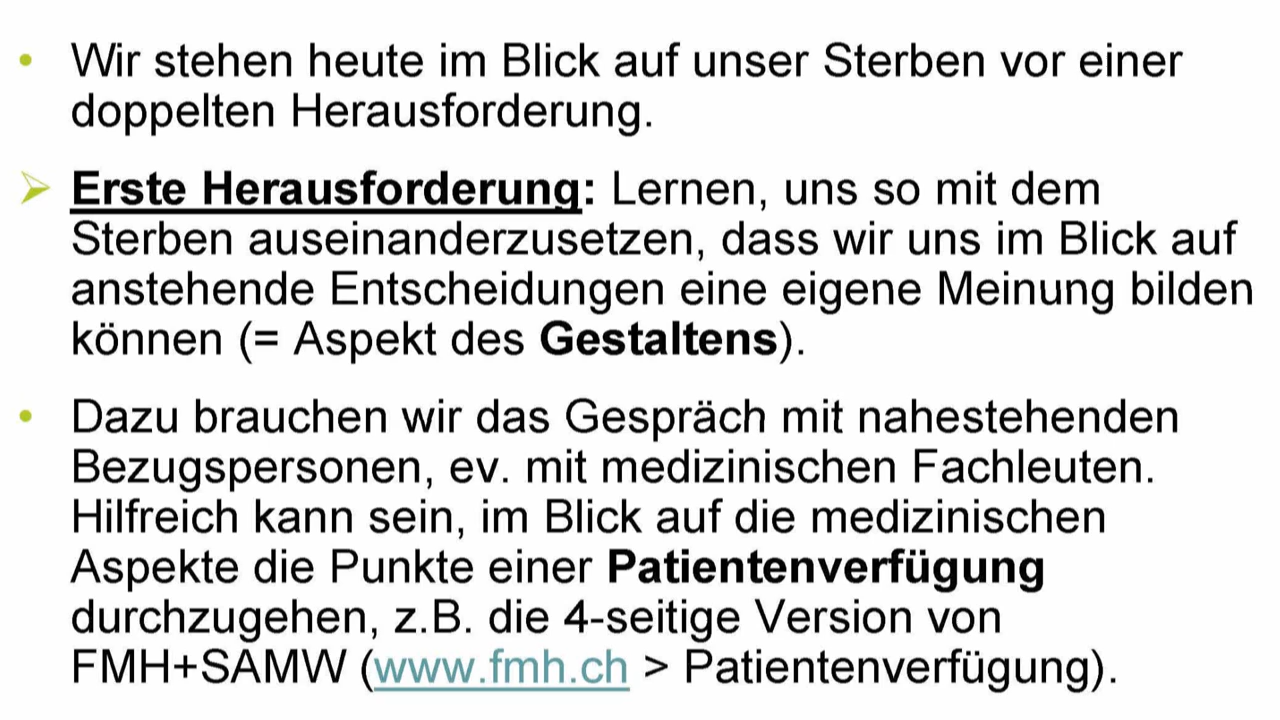 • Wir stehen heute im Blick auf unser Sterben vor einer
doppelten Herausforderung.
➢ Erste Herausforderung: Lernen, uns so mit dem
Sterben auseinanderzusetzen, dass wir uns im Blick auf
anstehende Entscheidungen eine eigene Meinung bilden
können (= Aspekt des Gestaltens).
• Dazu brauchen wir das Gespräch mit nahestehenden
Bezugspersonen, ev. mit medizinischen Fachleuten.
Hilfreich kann sein, im Blick auf die medizinischen
Aspekte die Punkte einer Patientenverfügung
durchzugehen, z.B. die 4-seitige Version von
FMH+SAMW (www.fmh.ch > Patientenverfügung).